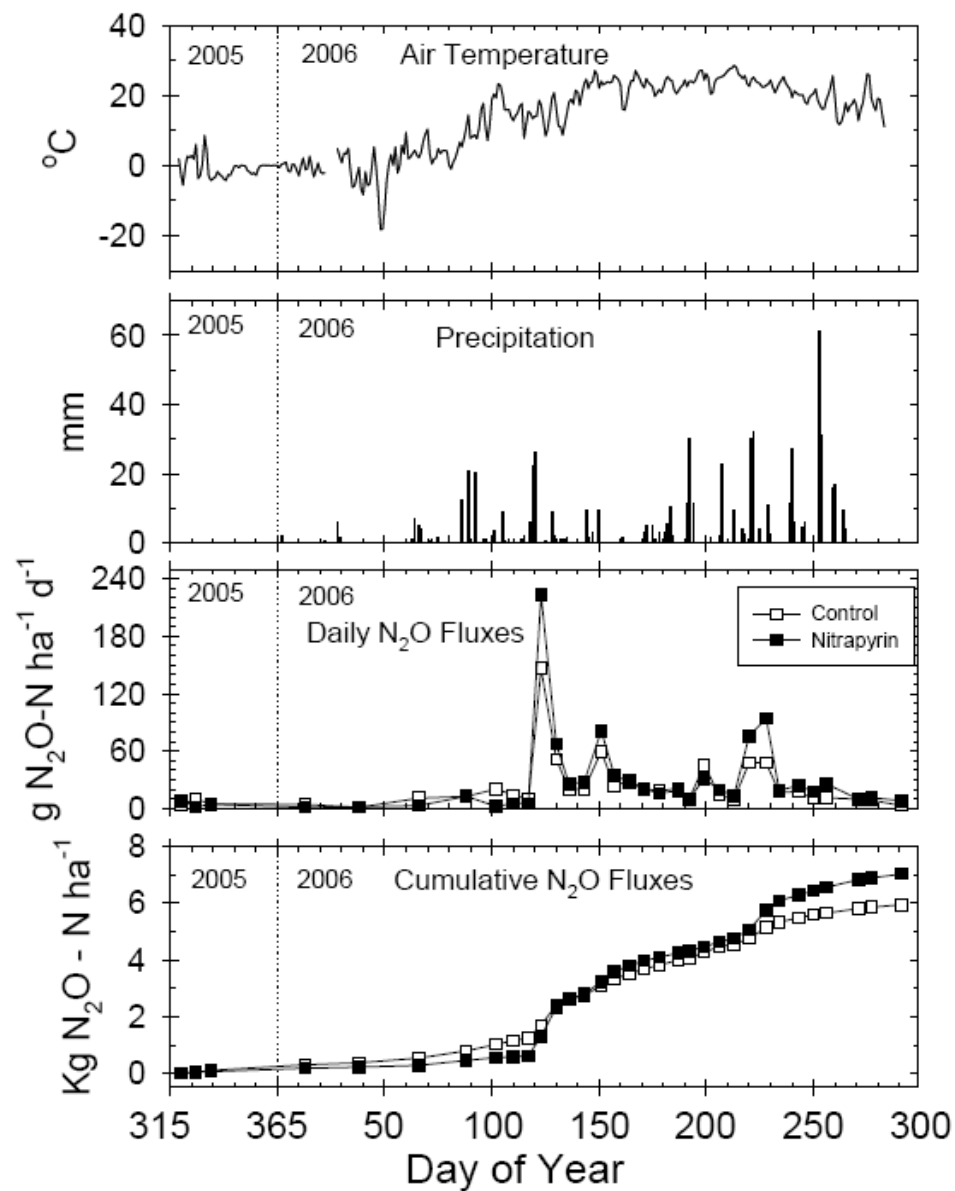 40
2005 2006 Air Temperature
20
0
-20
°C
2005 2006
Precipitation
60
40
20
0
mm
240
2005 2006
Daily N₂O Fluxes
Control
Nitrapyrin
180
120
60
0
g N₂O-N ha⁻¹ d⁻¹
8
2005 2006 Cumulative N₂O Fluxes
6
4
2
0
Kg N₂O - N ha⁻¹
315 365 50 100 150 200 250 300
Day of Year